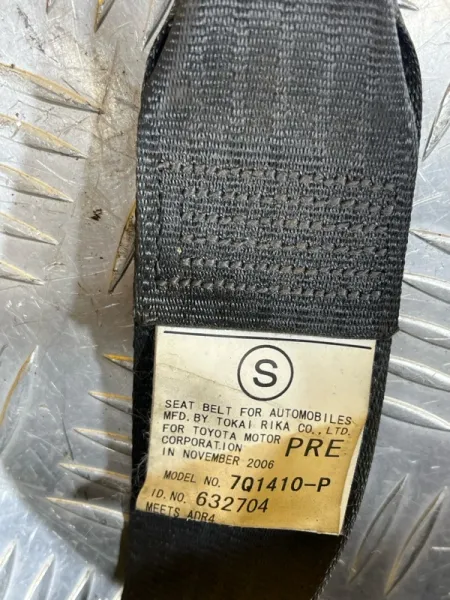 S
SEAT BELT FOR AUTOMOBILES
MFD. BY TOKAI RIKA CO., LTD.
FOR TOYOTA MOTOR PRE
CORPORATION
IN NOVEMBER 2006
MODEL NO. 7Q1410-P
ID. NO. 632704
MEETS ADR4